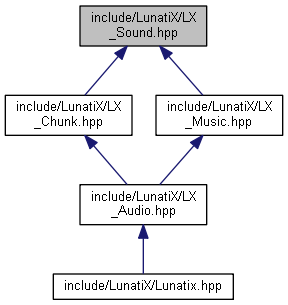 include/LunatiX/LX
_Sound.hpp
include/LunatiX/LX
_Chunk.hpp
include/LunatiX/LX
_Music.hpp
include/LunatiX/LX
_Audio.hpp
include/LunatiX/Lunatix.hpp